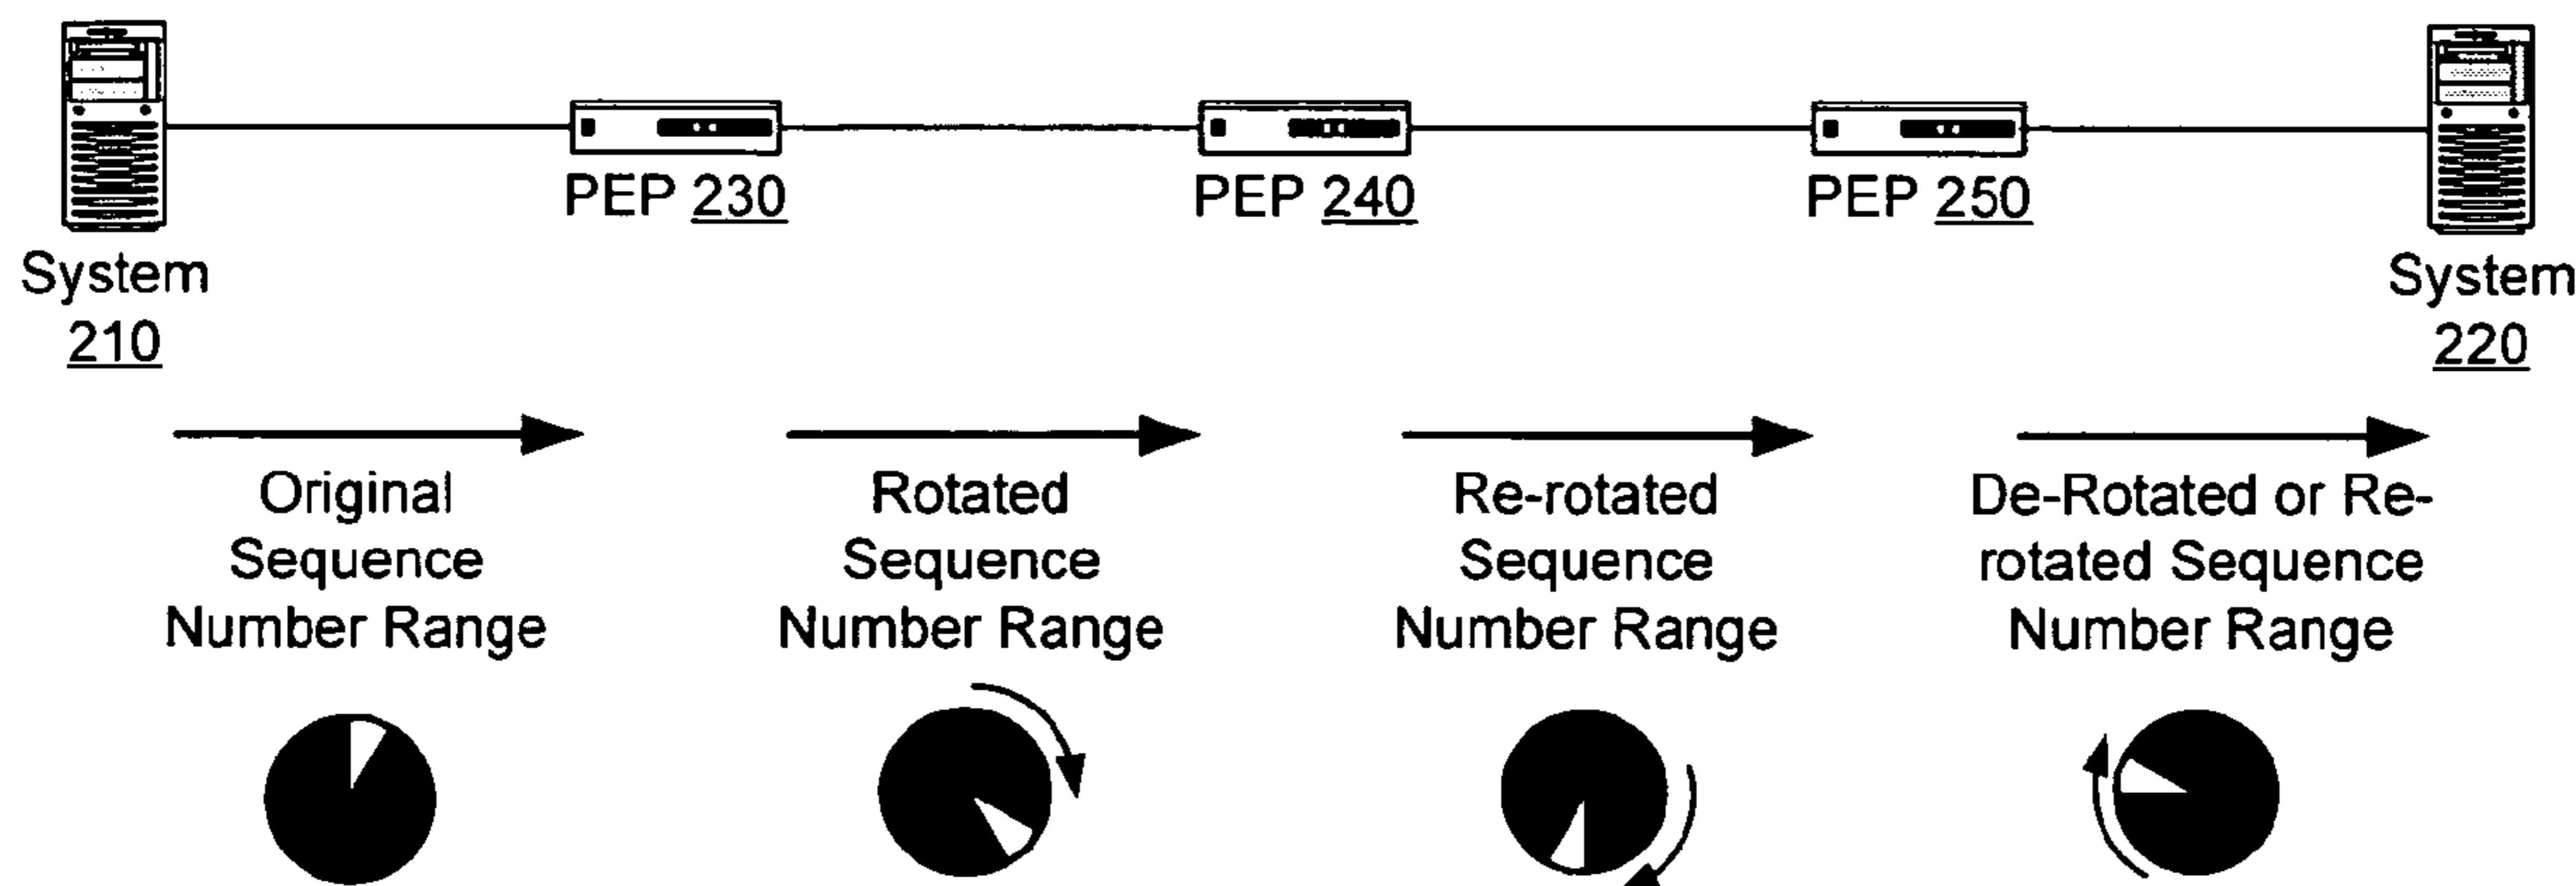 PEP 230
PEP 240
PEP 250
System
210
System
220
Original
Sequence
Number Range
Rotated
Sequence
Number Range
Re-rotated
Sequence
Number Range
De-Rotated or Re-
rotated Sequence
Number Range